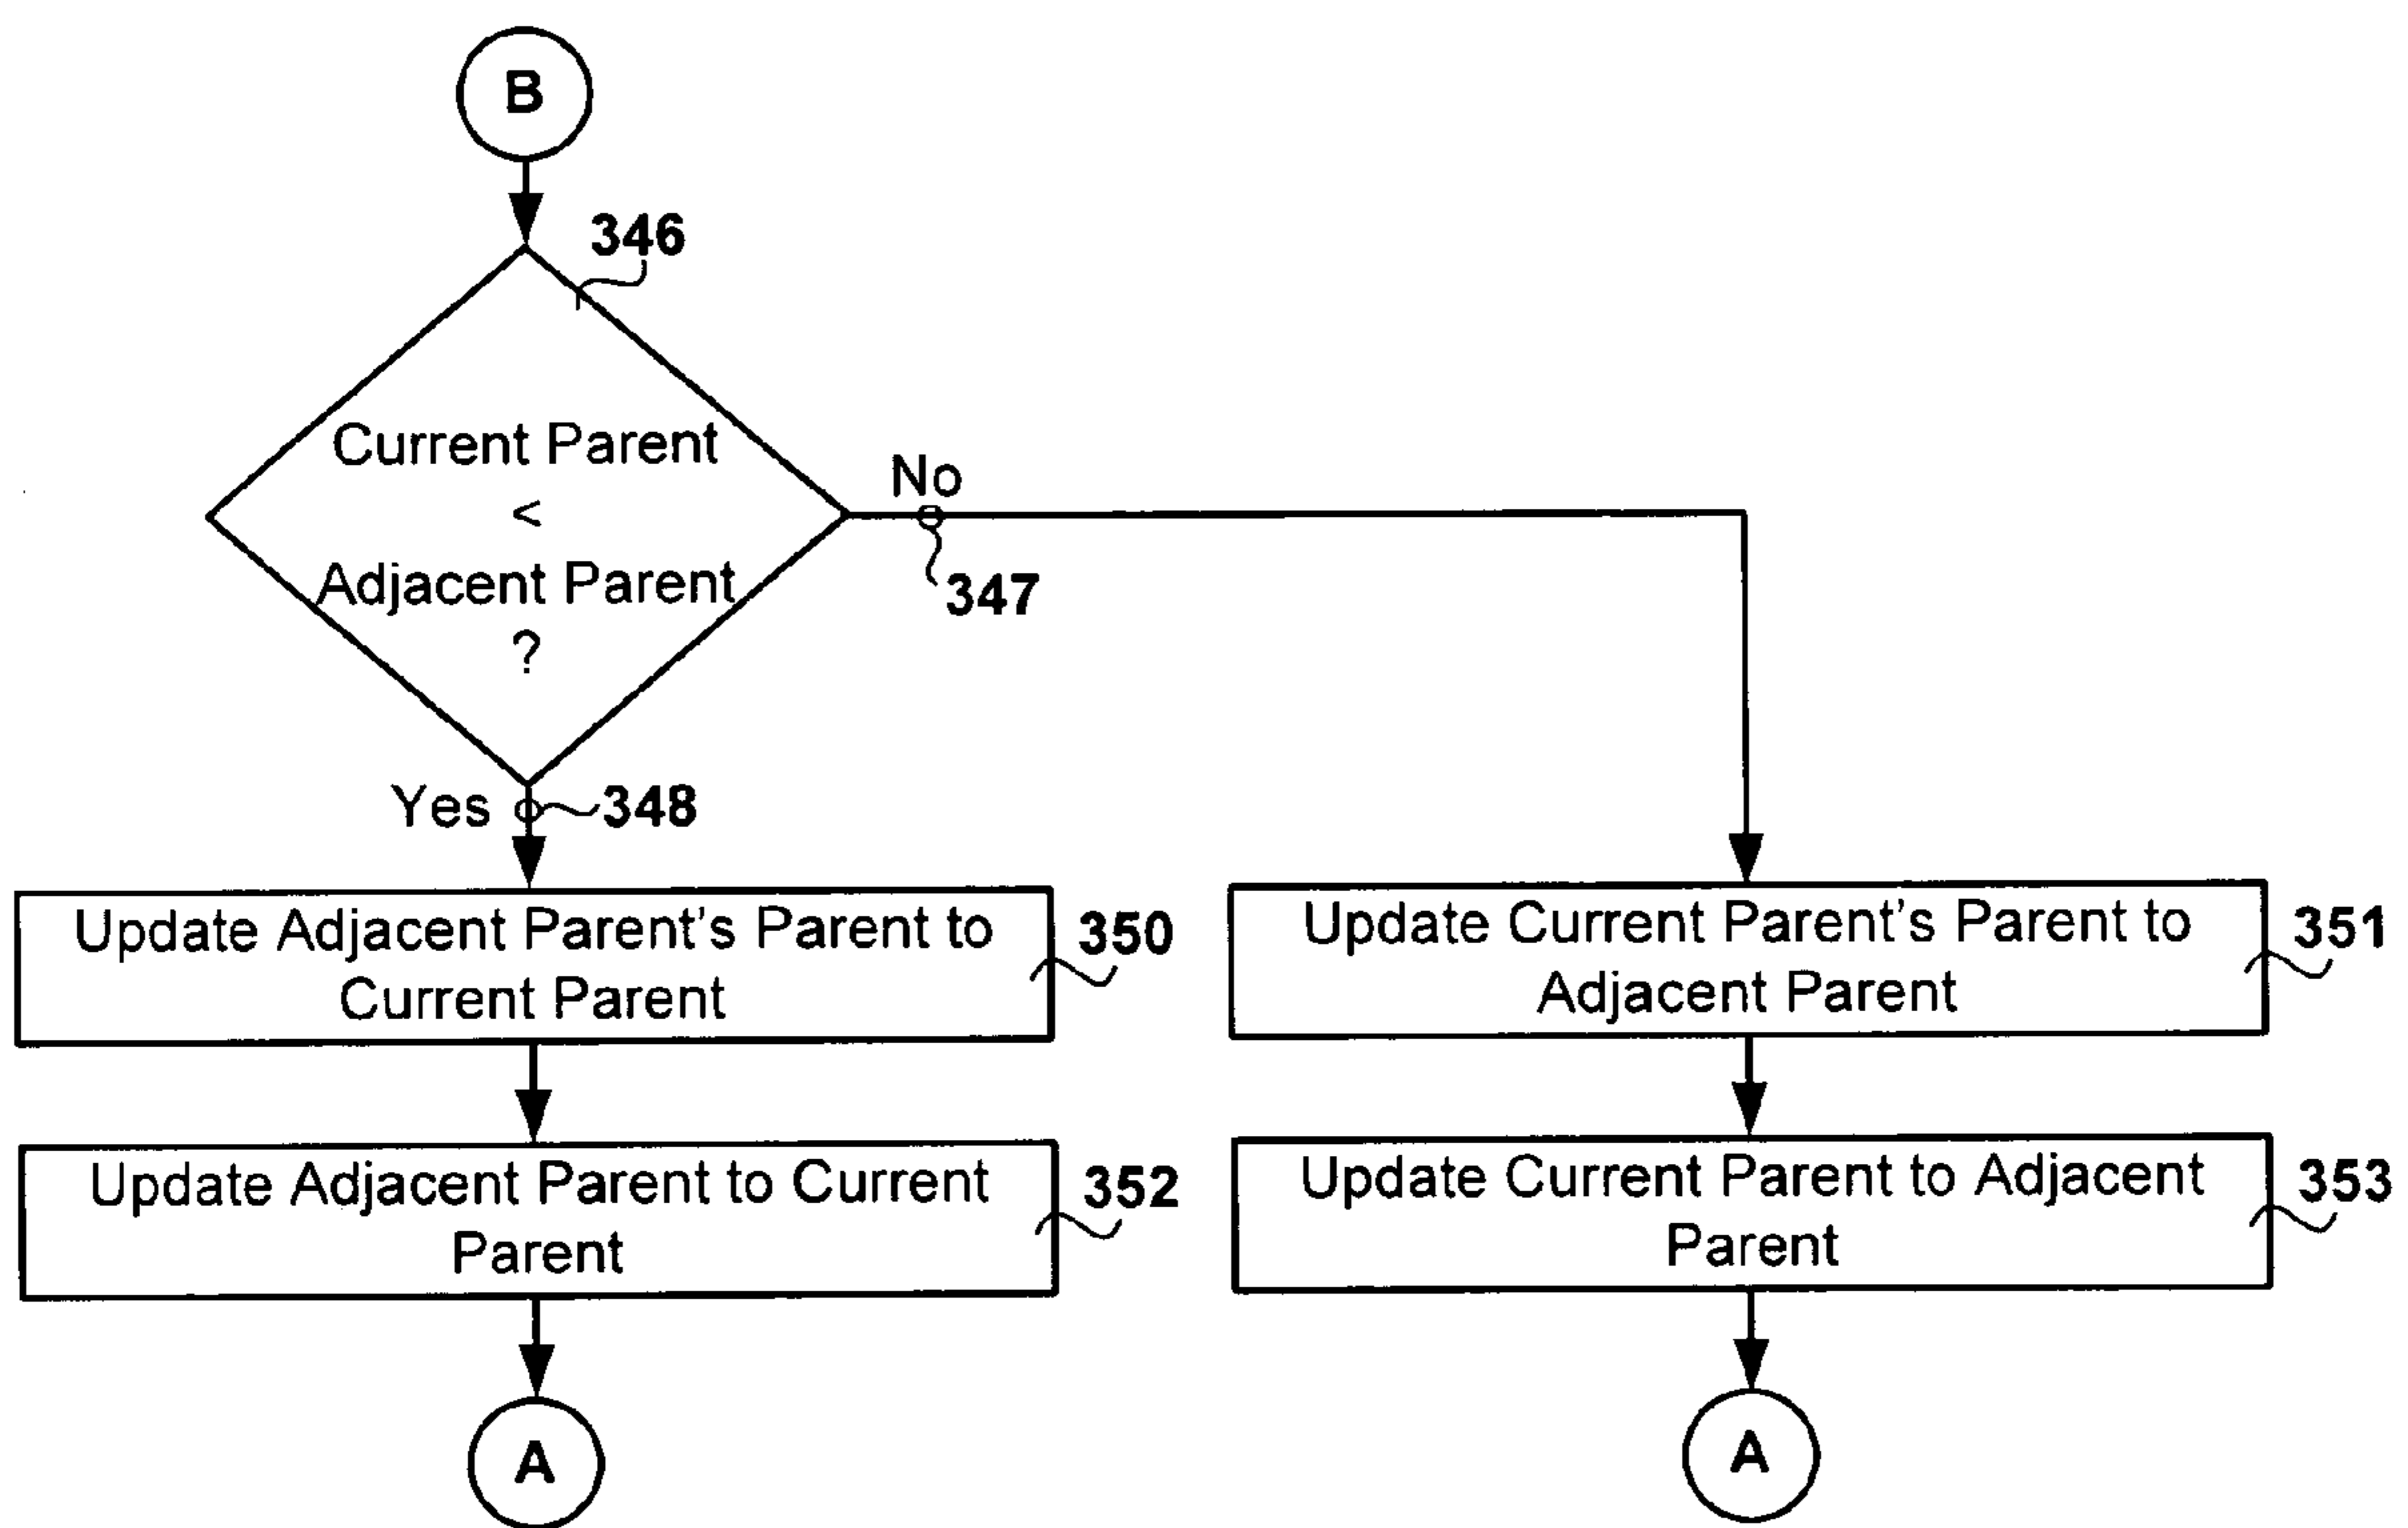 B
346
Current Parent
<
Adjacent Parent
?
No
347
Yes
348
Update Adjacent Parent's Parent to
Current Parent
350
Update Current Parent's Parent to
Adjacent Parent
351
Update Adjacent Parent to Current
Parent
352
Update Current Parent to Adjacent
Parent
353
A
A